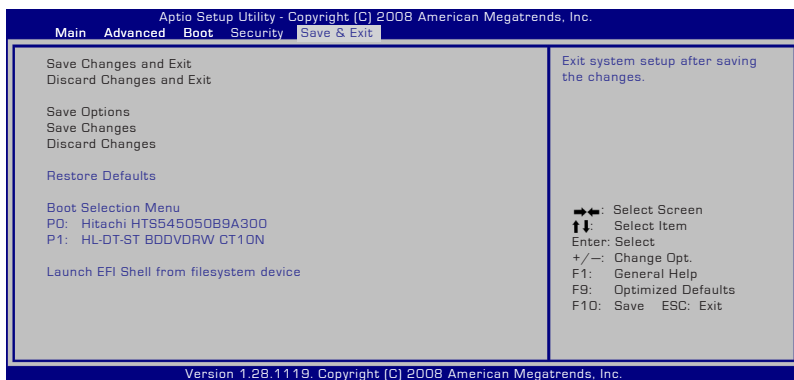 Aptio Setup Utility - Copyright (C) 2008 American Megatrends, Inc.
Main Advanced Boot Security Save & Exit
Save Changes and Exit
Discard Changes and Exit
Save Options
Save Changes
Discard Changes
Restore Defaults
Boot Selection Menu
P0: Hitachi HTS545050B9A300
P1: HL-DT-ST BDDVDRW CT10N
Launch EFI Shell from filesystem device
Exit system setup after saving
the changes.
→←: Select Screen
↑↓: Select Item
Enter: Select
+/—: Change Opt.
F1: General Help
F9: Optimized Defaults
F10: Save ESC: Exit
Version 1.28.1119. Copyright (C) 2008 American Megatrends, Inc.